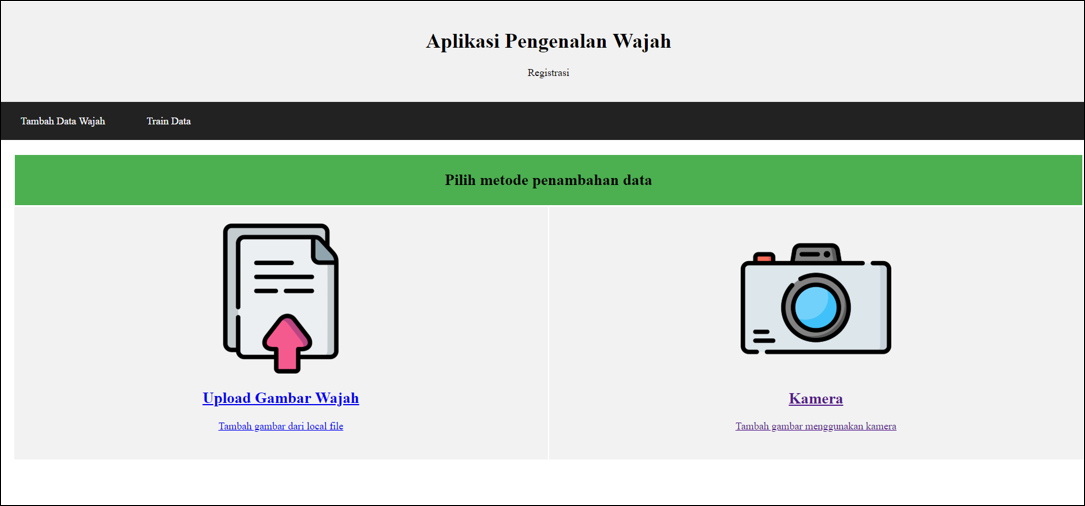 Aplikasi Pengenalan Wajah
Registrasi
Tambah Data Wajah Train Data
Pilih metode penambahan data
Upload Gambar Wajah
Tambah gambar dari local file
Kamera
Tambah gambar menggunakan kamera